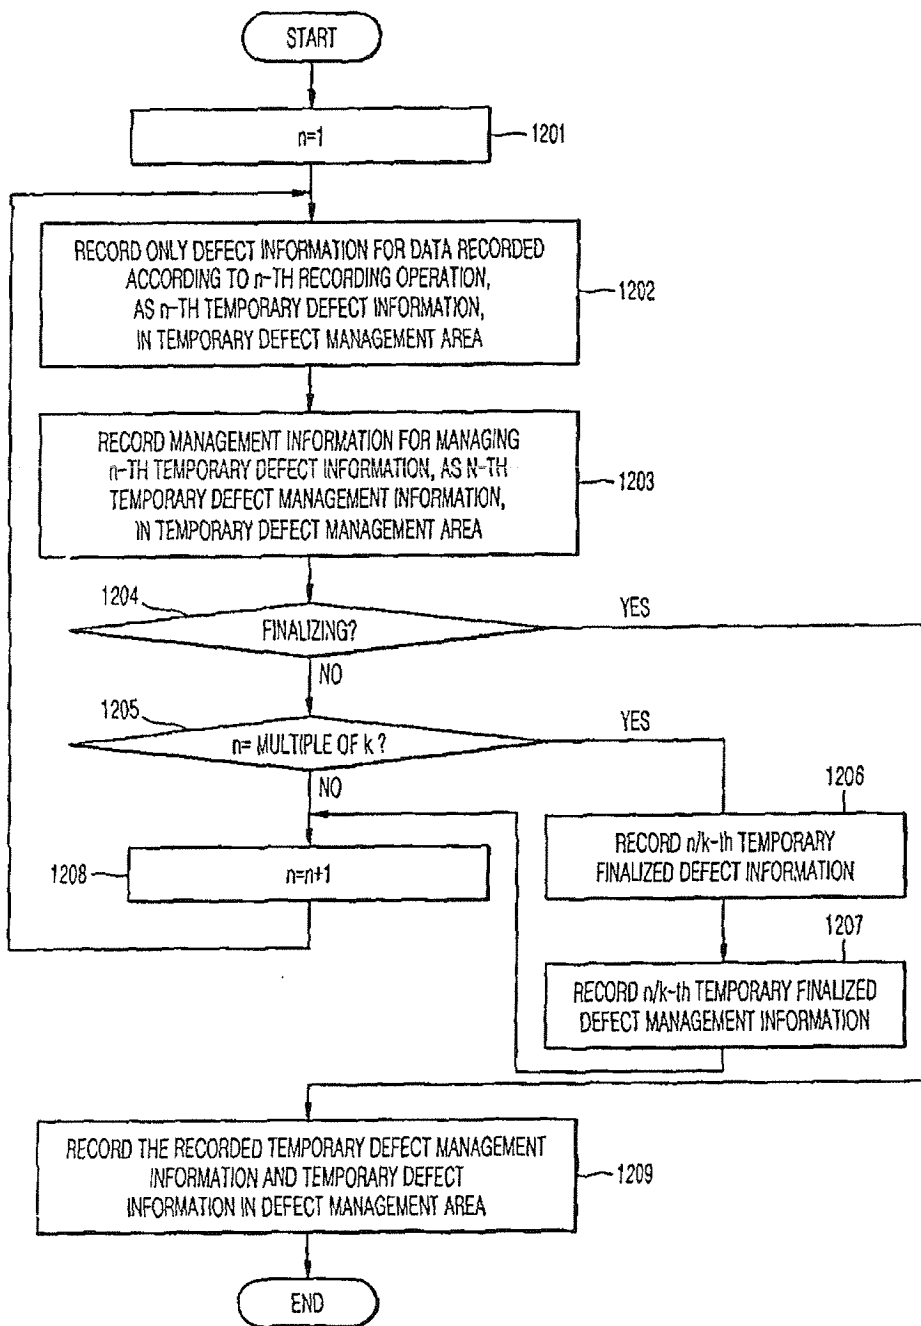 START
n=1
1201
RECORD ONLY DEFECT INFORMATION FOR DATA RECORDED
ACCORDING TO n-TH RECORDING OPERATION,
AS n-TH TEMPORARY DEFECT INFORMATION,
IN TEMPORARY DEFECT MANAGEMENT AREA
1202
RECORD MANAGEMENT INFORMATION FOR MANAGING
n-TH TEMPORARY DEFECT INFORMATION, AS N-TH
TEMPORARY DEFECT MANAGEMENT INFORMATION,
IN TEMPORARY DEFECT MANAGEMENT AREA
1203
1204
FINALIZING?
YES
NO
1205
n= MULTIPLE OF k ?
YES
NO
1206
RECORD n/k-th TEMPORARY
FINALIZED DEFECT INFORMATION
1208
n=n+1
1207
RECORD n/k-th TEMPORARY FINALIZED
DEFECT MANAGEMENT INFORMATION
RECORD THE RECORDED TEMPORARY DEFECT MANAGEMENT
INFORMATION AND TEMPORARY DEFECT
INFORMATION IN DEFECT MANAGEMENT AREA
1209
END